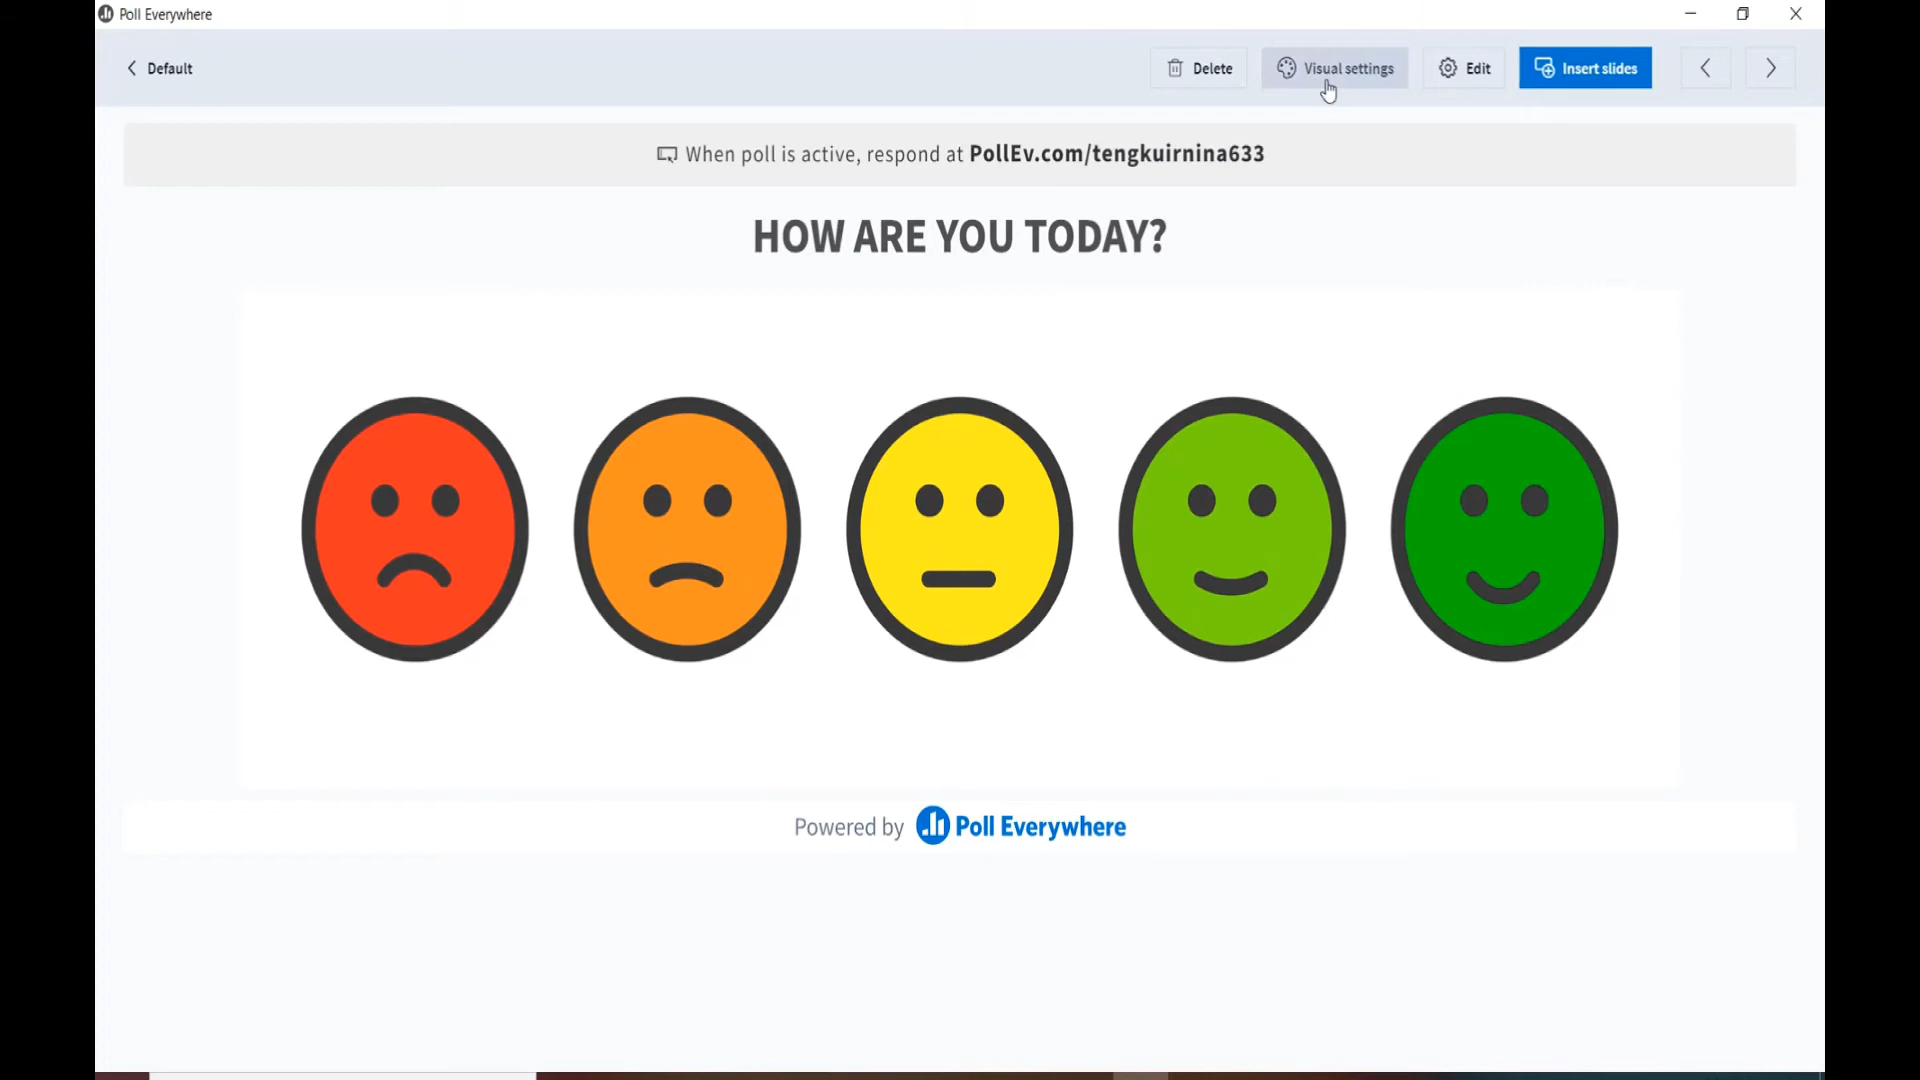 Poll Everywhere
Default
Delete
Visual settings
Edit
Insert slides
When poll is active, respond at PollEv.com/tengkuirnina633
HOW ARE YOU TODAY?
Powered by Poll Everywhere